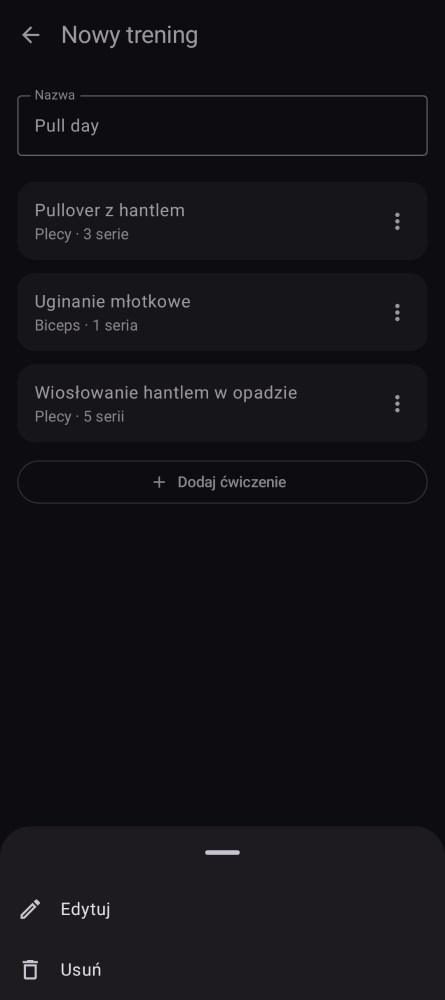 Nowy trening
Nazwa
Pull day
Pullover z hantlem
Plecy · 3 serie
Uginanie młotkowe
Biceps · 1 seria
Wiosłowanie hantlem w opadzie
Plecy · 5 serii
Dodaj ćwiczenie
Edytuj
Usuń